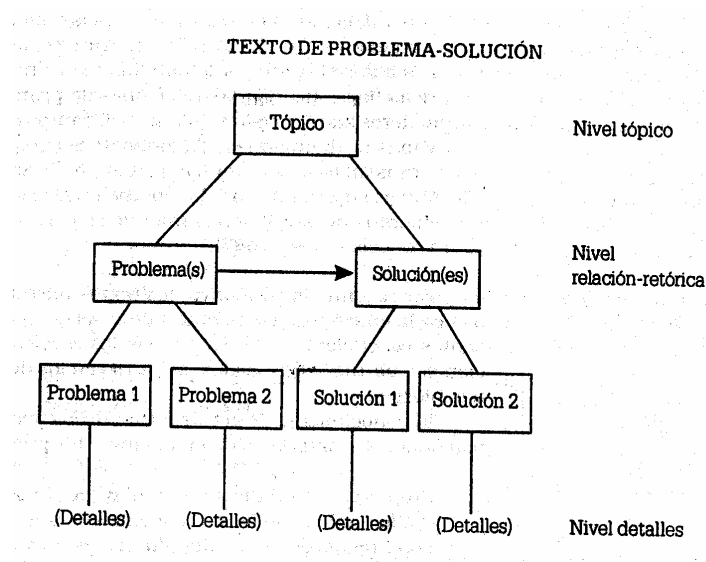 TEXTO DE PROBLEMA-SOLUCIÓN
Tópico
Nivel tópico
Problema(s)
Solución(es)
Nivel
relación-retórica
Problema 1
Problema 2
Solución 1
Solución 2
(Detalles)
(Detalles)
(Detalles)
(Detalles)
Nivel detalles